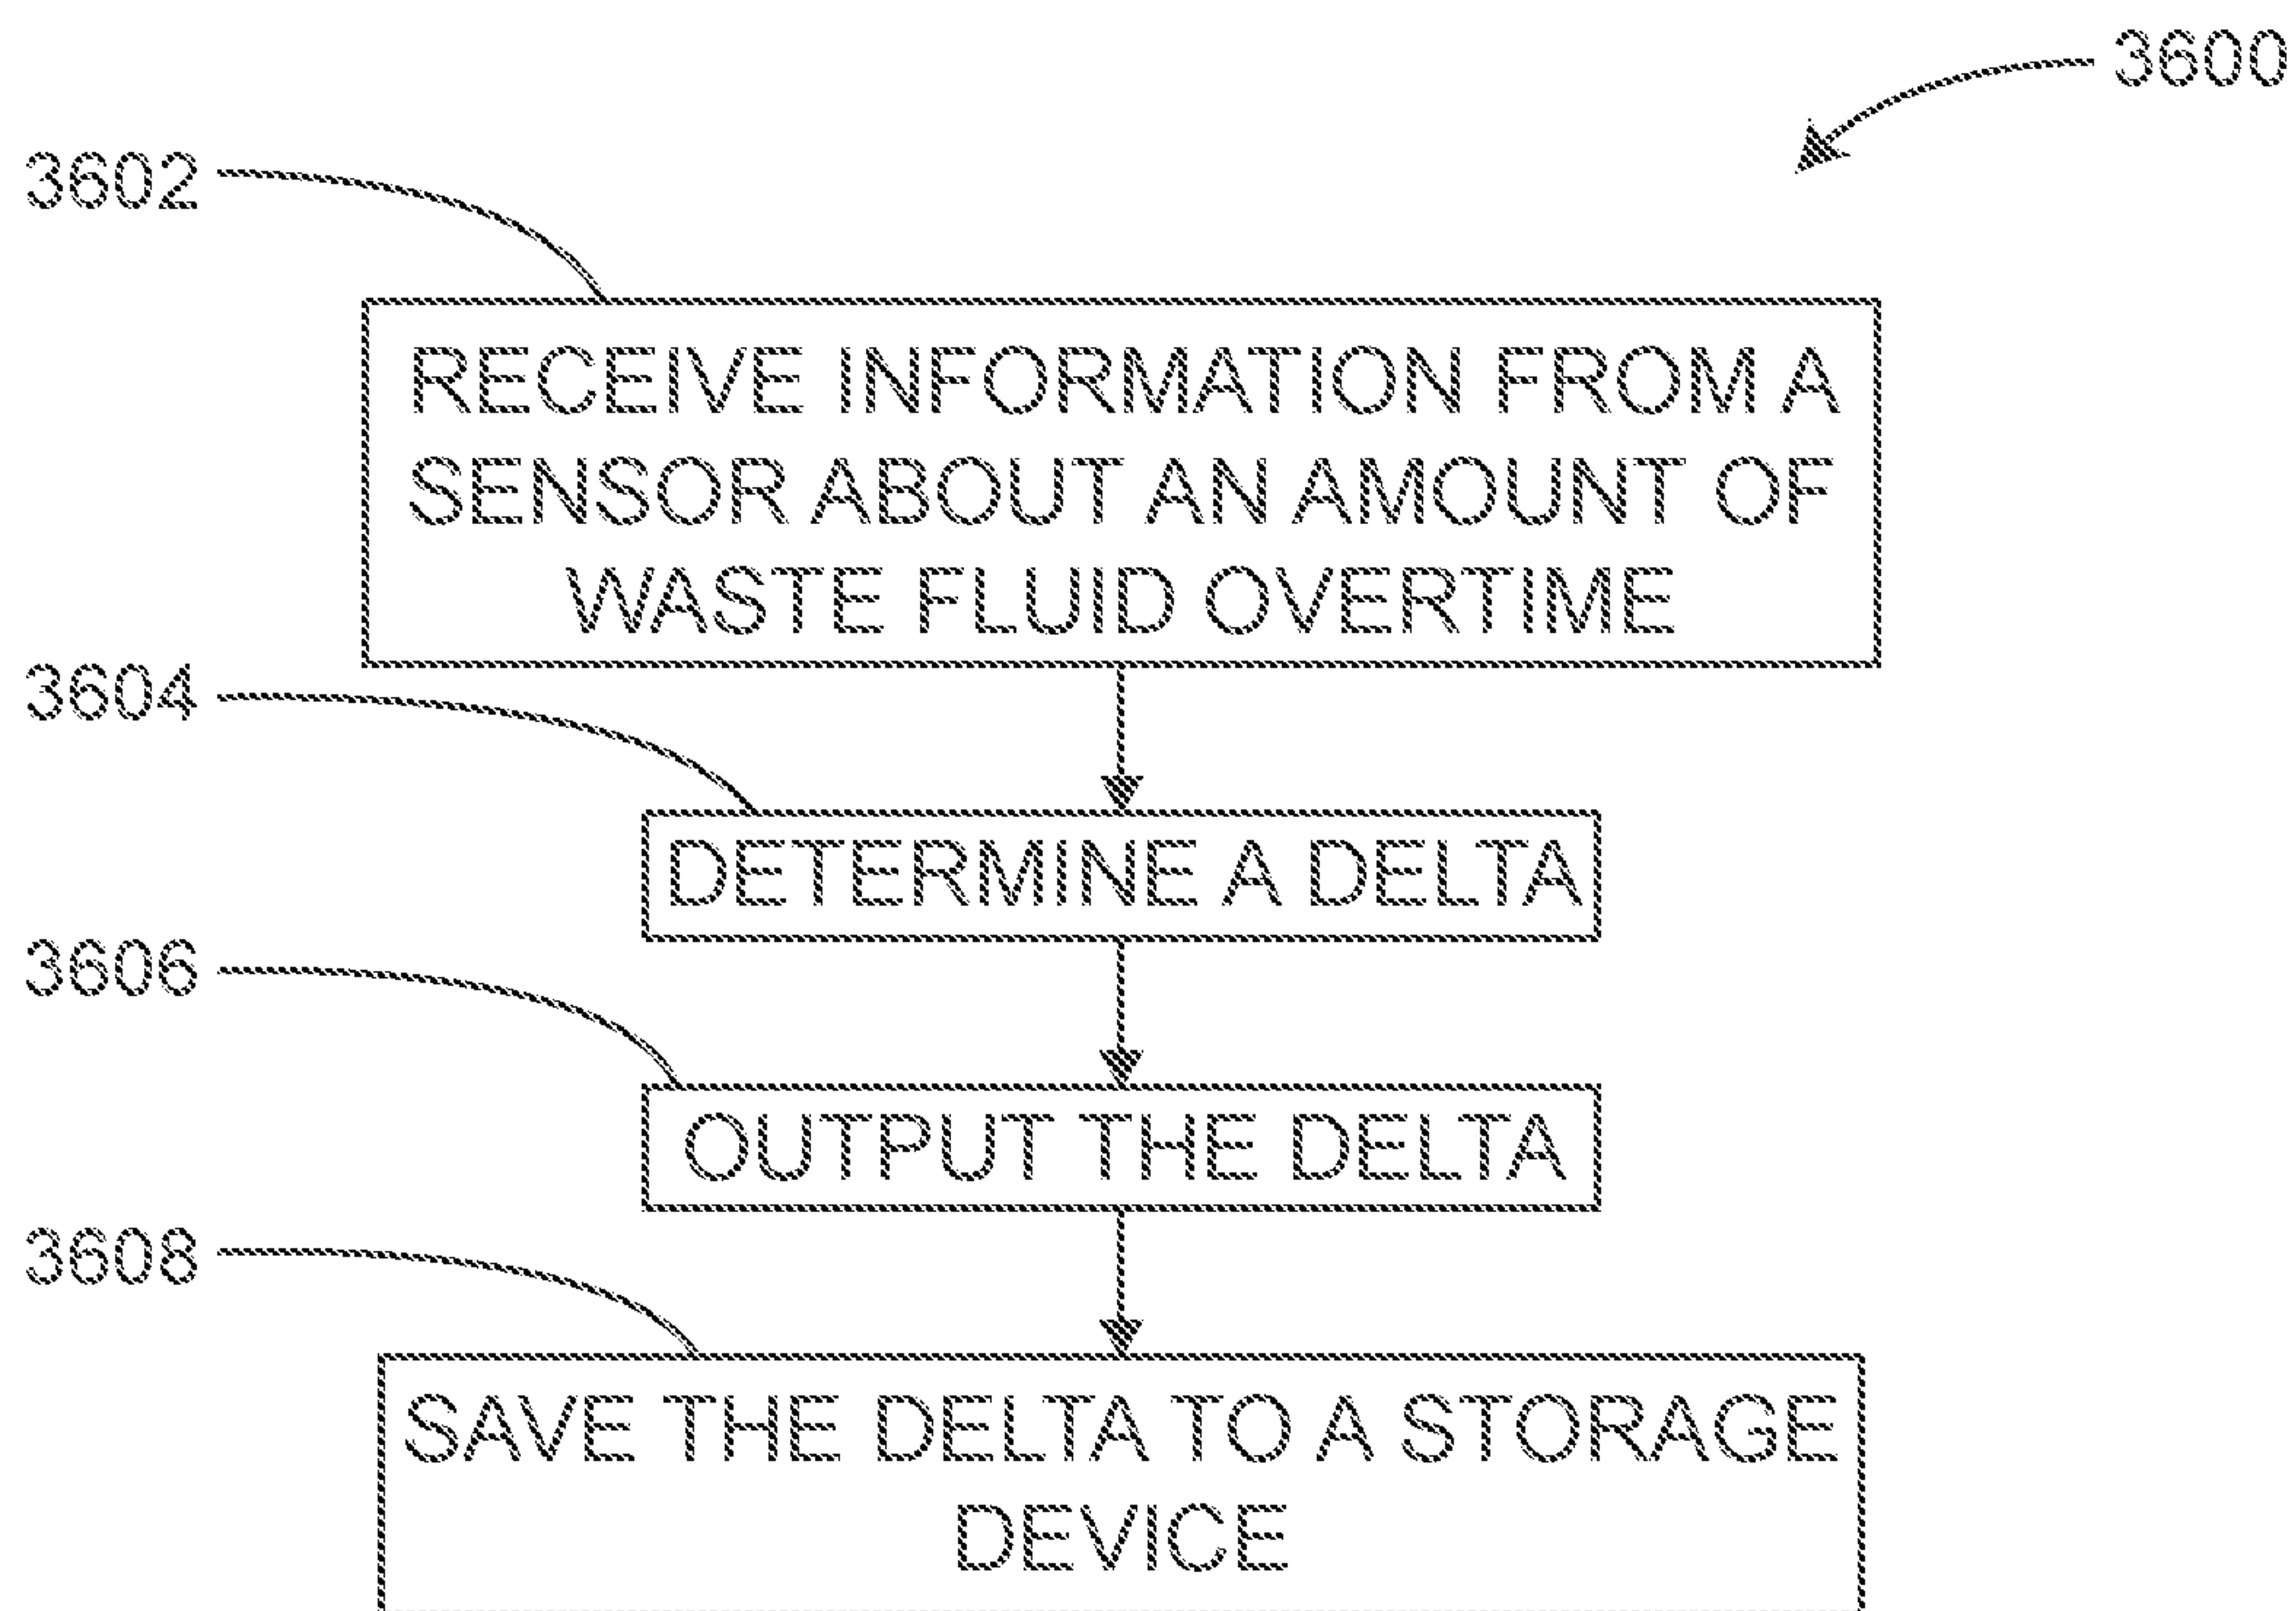 3600
3602
RECEIVE INFORMATION FROM A
SENSOR ABOUT AN AMOUNT OF
WASTE FLUID OVERTIME
3604
DETERMINE A DELTA
3606
OUTPUT THE DELTA
3608
SAVE THE DELTA TO A STORAGE
DEVICE